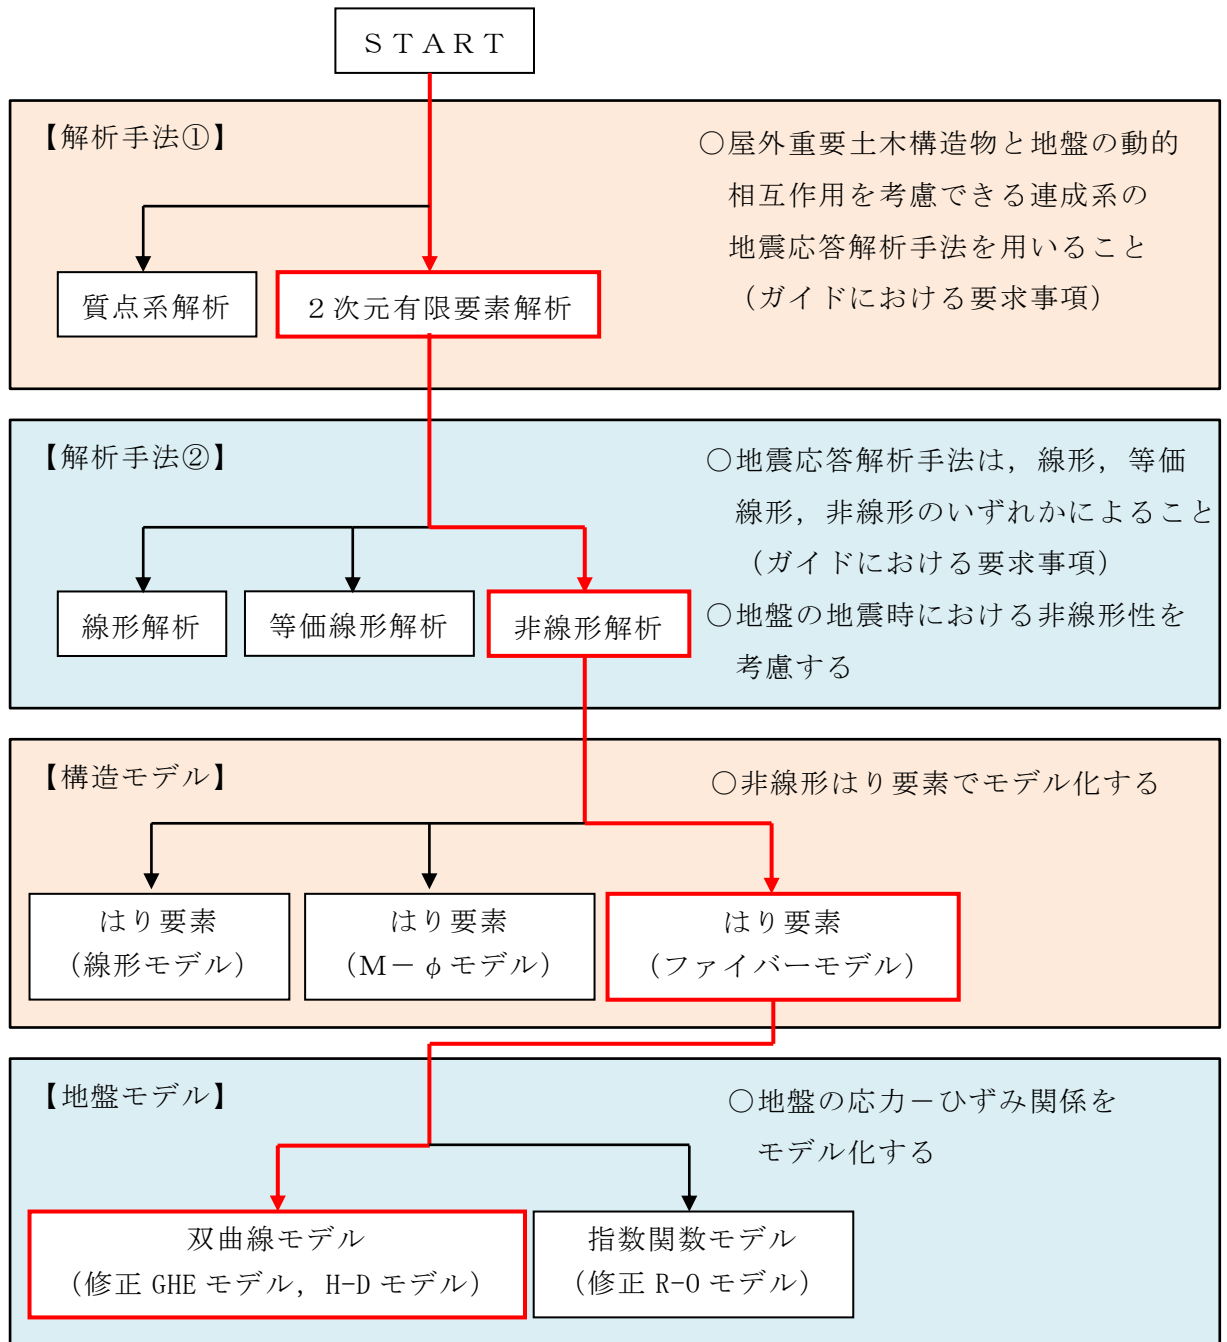 ＳＴＡＲＴ
【解析手法①】
○屋外重要土木構造物と地盤の動的
相互作用を考慮できる連成系の
地震応答解析手法を用いること
（ガイドにおける要求事項）
質点系解析
２次元有限要素解析
【解析手法②】
○地震応答解析手法は，線形，等価
線形，非線形のいずれかによること
（ガイドにおける要求事項）
○地盤の地震時における非線形性を
考慮する
線形解析
等価線形解析
非線形解析
【構造モデル】
○非線形はり要素でモデル化する
はり要素
（線形モデル）
はり要素
（Ｍ－φモデル）
はり要素
（ファイバーモデル）
【地盤モデル】
○地盤の応力－ひずみ関係を
モデル化する
双曲線モデル
（修正 GHE モデル，H-D モデル）
指数関数モデル
（修正 R-O モデル）